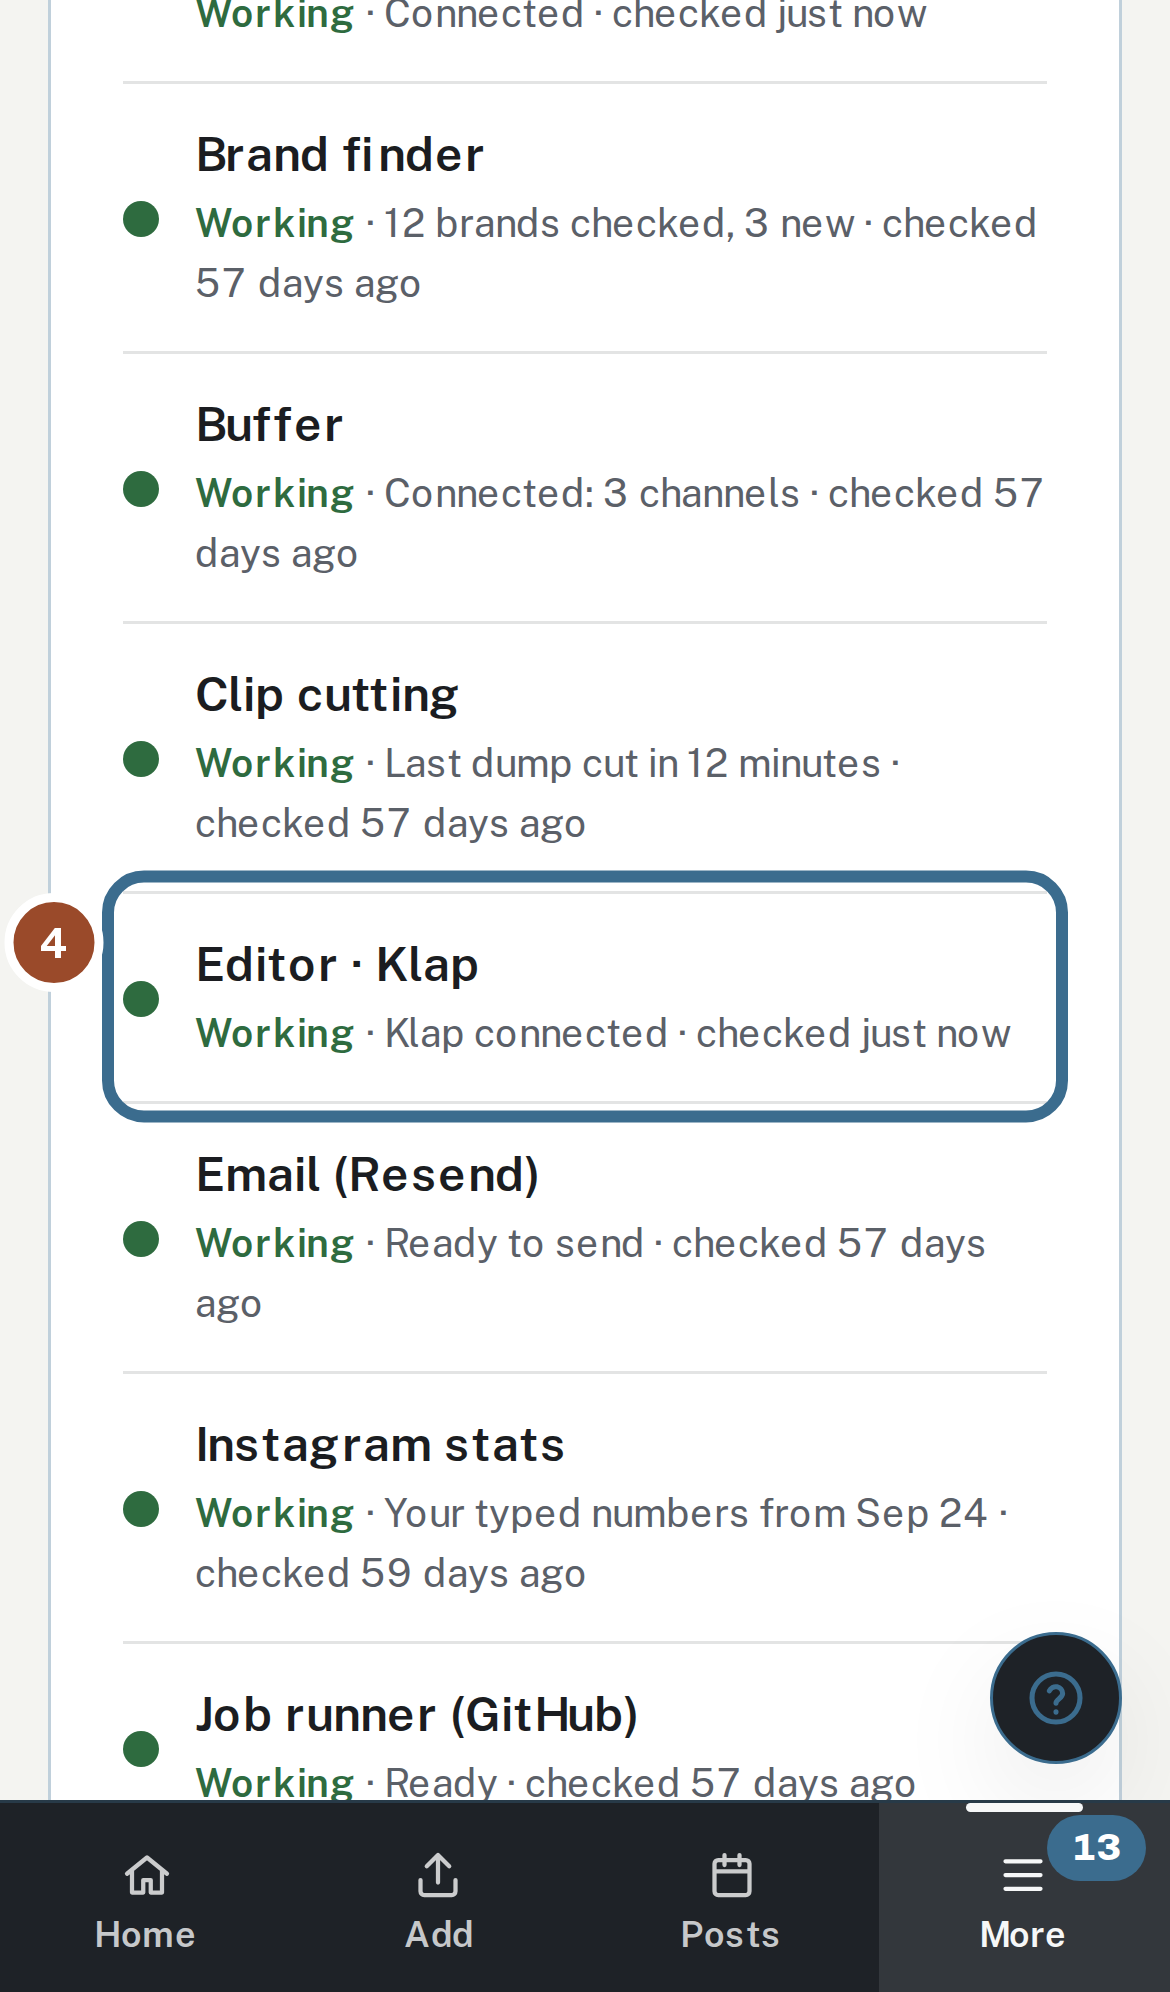 Working · Connected · checked just now
Brand finder
Working · 12 brands checked, 3 new · checked
57 days ago
Buffer
Working · Connected: 3 channels · checked 57
days ago
Clip cutting
Working · Last dump cut in 12 minutes ·
checked 57 days ago
4
Editor · Klap
Working · Klap connected · checked just now
Email (Resend)
Working · Ready to send · checked 57 days
ago
Instagram stats
Working · Your typed numbers from Sep 24 ·
checked 59 days ago
Job runner (GitHub)
Working · Ready · checked 57 days ago
13
Home
Add
Posts
More